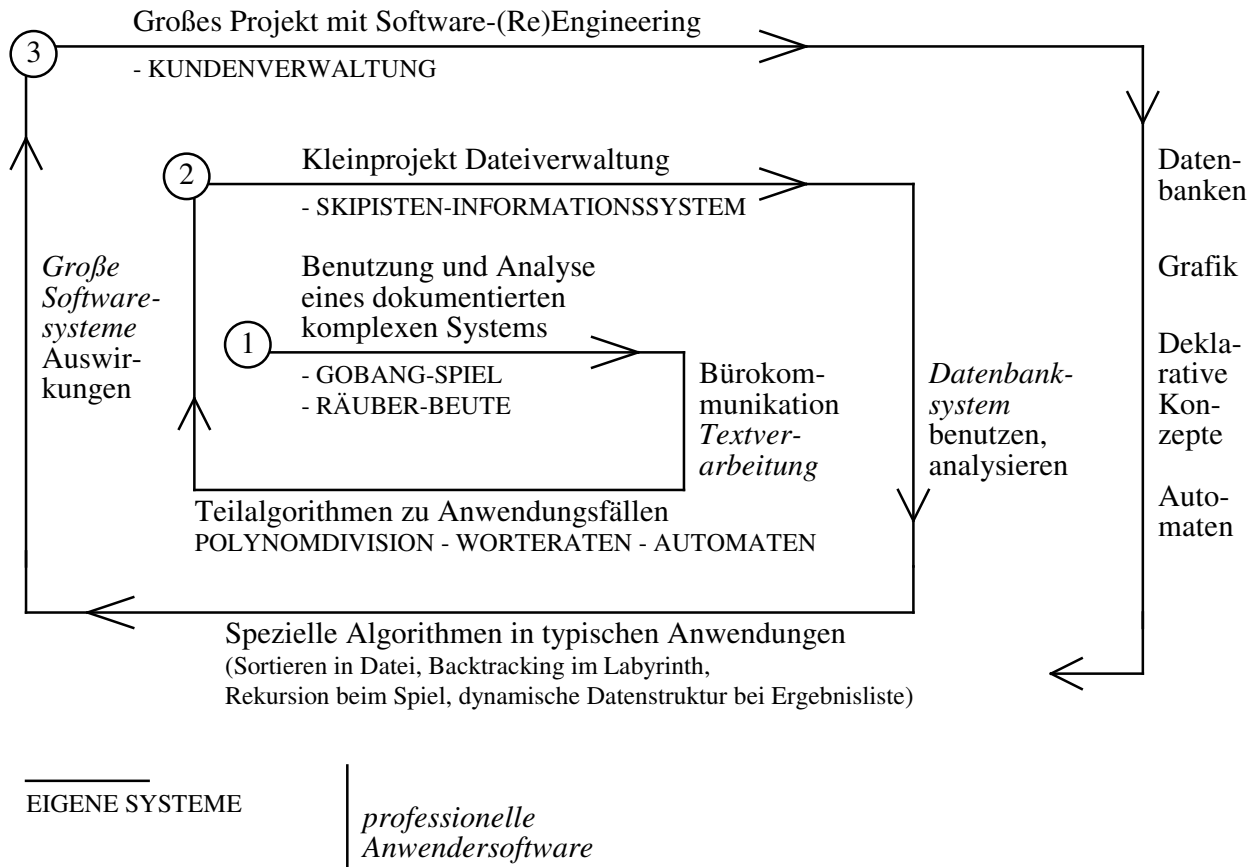 Großes Projekt mit Software-(Re)Engineering
3
- KUNDENVERWALTUNG
Kleinprojekt Dateiverwaltung
2
- SKIPISTEN-INFORMATIONSSYSTEM
Daten-
banken
Grafik
Dekla-
rative
Kon-
zepte
Auto-
maten
Große
Software-
systeme
Auswir-
kungen
Benutzung und Analyse
eines dokumentierten
komplexen Systems
1
- GOBANG-SPIEL
- RÄUBER-BEUTE
Bürokom-
munikation
Textver-
arbeitung
Datenbank-
system
benutzen,
analysieren
Teilalgorithmen zu Anwendungsfällen
POLYNOMDIVISION - WORTERATEN - AUTOMATEN
Spezielle Algorithmen in typischen Anwendungen
(Sortieren in Datei, Backtracking im Labyrinth,
Rekursion beim Spiel, dynamische Datenstruktur bei Ergebnisliste)
EIGENE SYSTEME
professionelle
Anwendersoftware